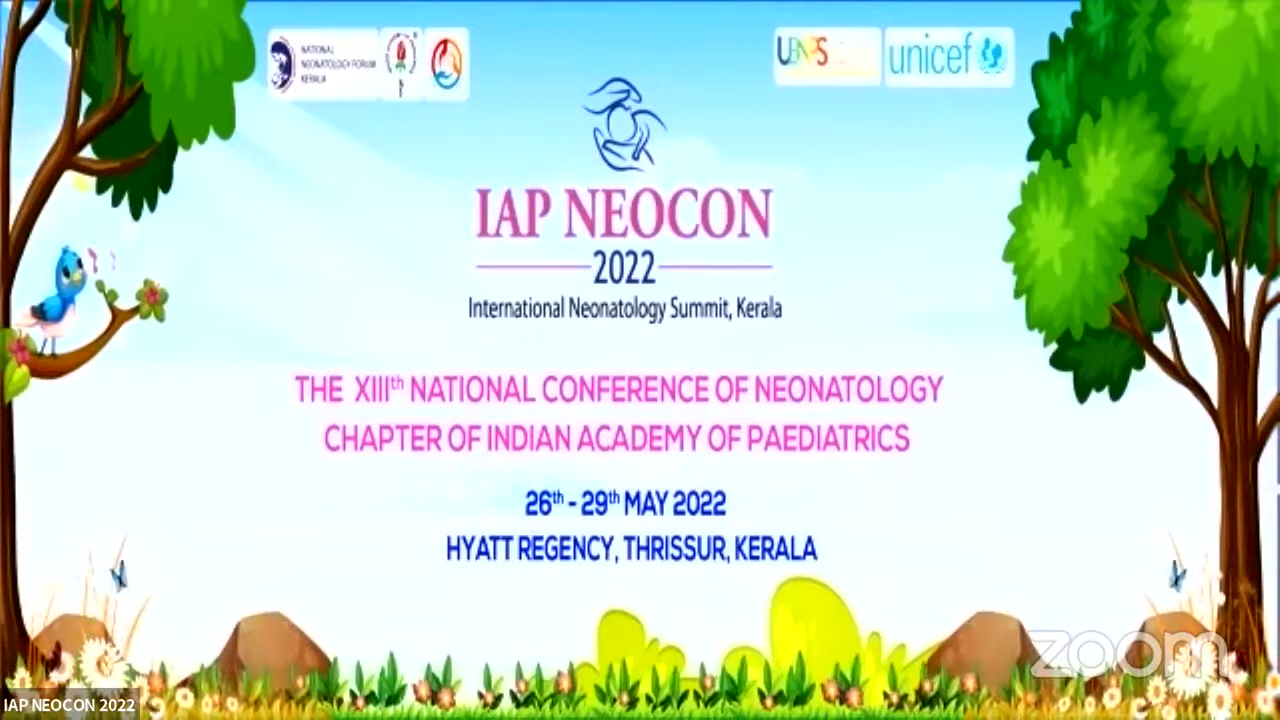 NATIONAL
NEONATOLOGY FORUM
KERALA
unicef
IAP NEOCON
2022
International Neonatology Summit, Kerala
THE XIIIth NATIONAL CONFERENCE OF NEONATOLOGY
CHAPTER OF INDIAN ACADEMY OF PAEDIATRICS
26th - 29th MAY 2022
HYATT REGENCY, THRISSUR, KERALA
zoom
IAP NEOCON 2022